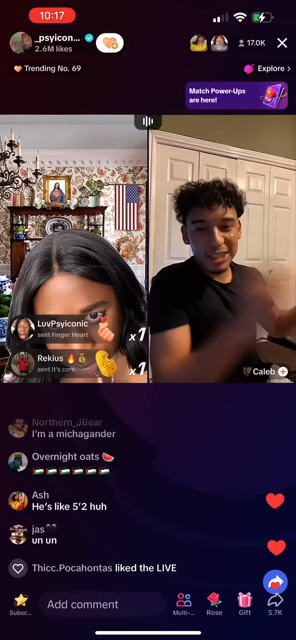 10:17
_psyicon...
2.6M likes
17.0K
Trending No. 69
Explore >
Match Power-Ups
are here!
LuvPsyiconic
sent Finger Heart
x1
Rekius
sent It's corn
x1
Caleb
Northern_JBear
I'm a michagander
Overnight oats
Ash
He's like 5'2 huh
jas
un un
Thicc.Pocahontas liked the LIVE
Add comment
Subsc...
Multi-...
Rose
Gift
5.7K